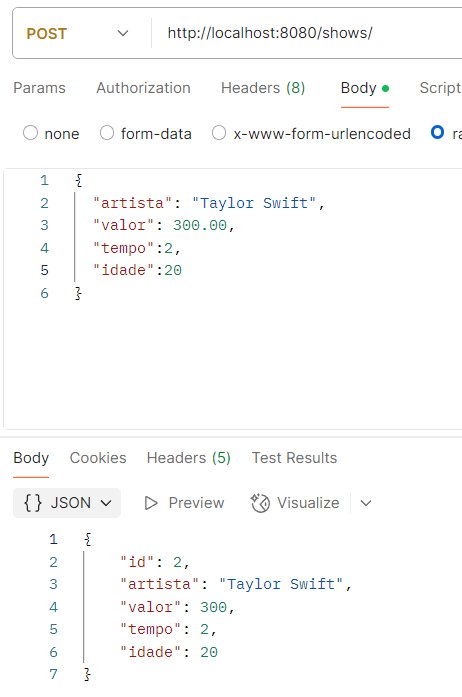 POST http://localhost:8080/shows/
Params Authorization Headers (8) Body Script
none form-data x-www-form-urlencoded ra
1 {
2 "artista": "Taylor Swift",
3 "valor": 300.00,
4 "tempo":2,
5 "idade":20
6 }
Body Cookies Headers (5) Test Results
{} JSON Preview Visualize
1 {
2 "id": 2,
3 "artista": "Taylor Swift",
4 "valor": 300,
5 "tempo": 2,
6 "idade": 20
7 }